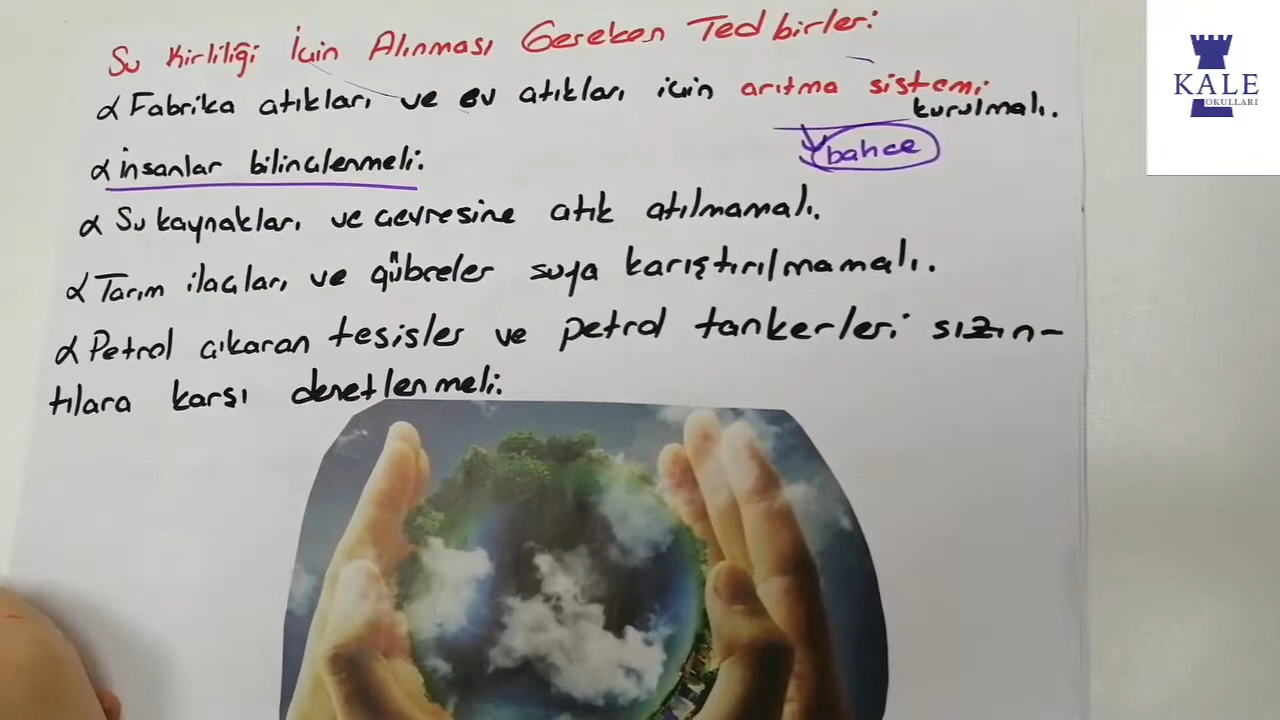 Su Kirliliği İçin Alınması Gereken Tedbirler:
α Fabrika atıkları ve ev atıkları için arıtma sistemi
kurulmalı.
bahçe
α İnsanlar bilinçlenmeli.
α Su kaynakları ve çevresine atık atılmamalı.
α Tarım ilaçları ve gübreler suya karıştırılmamalı.
α Petrol çıkaran tesisler ve petrol tankerleri sızın-
tılara karşı denetlenmeli.
KALE
OKULLARI